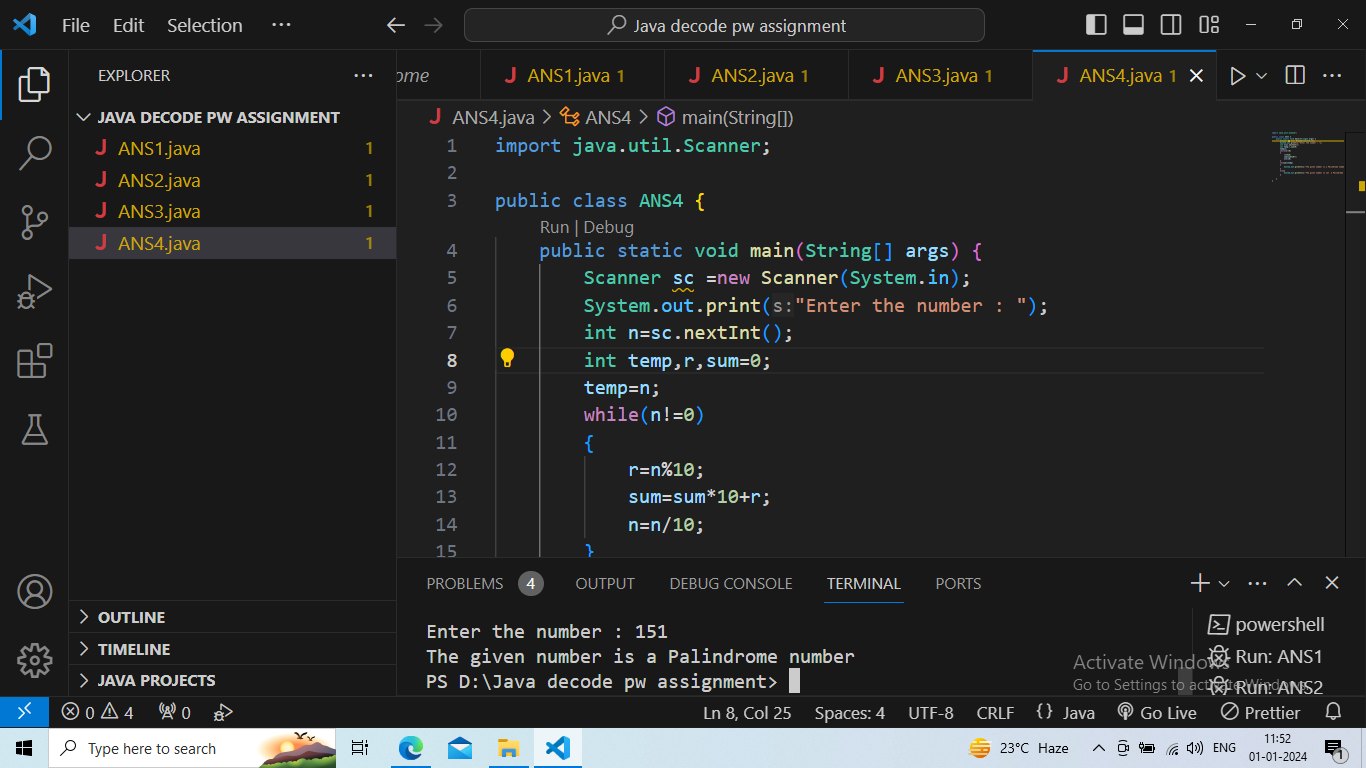 File Edit Selection ··· Java decode pw assignment
EXPLORER ···
ome ANS1.java 1 ANS2.java 1 ANS3.java 1 ANS4.java 1
JAVA DECODE PW ASSIGNMENT
ANS1.java 1
ANS2.java 1
ANS3.java 1
ANS4.java 1
OUTLINE
TIMELINE
JAVA PROJECTS
ANS4.java > ANS4 > main(String[])
1 import java.util.Scanner;
2
3 public class ANS4 {
Run | Debug
4 public static void main(String[] args) {
5 Scanner sc =new Scanner(System.in);
6 System.out.print(s:"Enter the number : ");
7 int n=sc.nextInt();
8 int temp,r,sum=0;
9 temp=n;
10 while(n!=0)
11 {
12 r=n%10;
13 sum=sum*10+r;
14 n=n/10;
15 }
PROBLEMS 4 OUTPUT DEBUG CONSOLE TERMINAL PORTS
Enter the number : 151
The given number is a Palindrome number
PS D:\Java decode pw assignment>
powershell
Run: ANS1
Run: ANS2
Activate Windows
Go to Settings to activate Windows.
0 4 0 Ln 8, Col 25 Spaces: 4 UTF-8 CRLF {} Java Go Live Prettier
Type here to search 23°C Haze ENG 11:52
01-01-2024 1